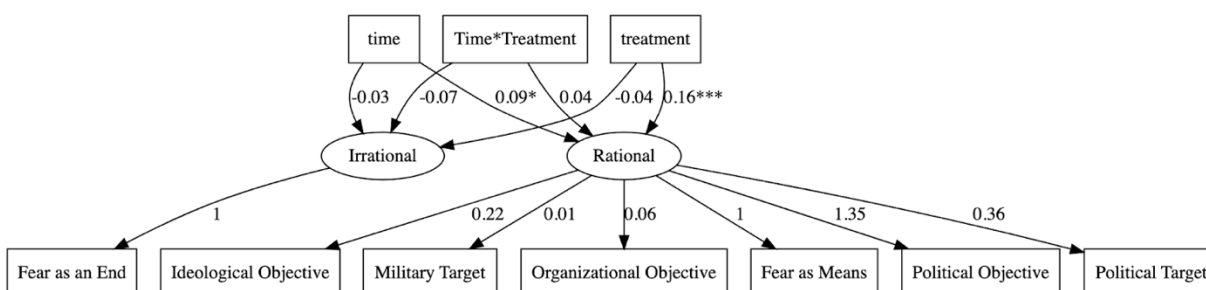 time
Time*Treatment
treatment
-0.03
-0.07
0.09*
0.04
-0.04
0.16***
Irrational
Rational
1
0.22
0.01
0.06
1
1.35
0.36
Fear as an End
Ideological Objective
Military Target
Organizational Objective
Fear as Means
Political Objective
Political Target